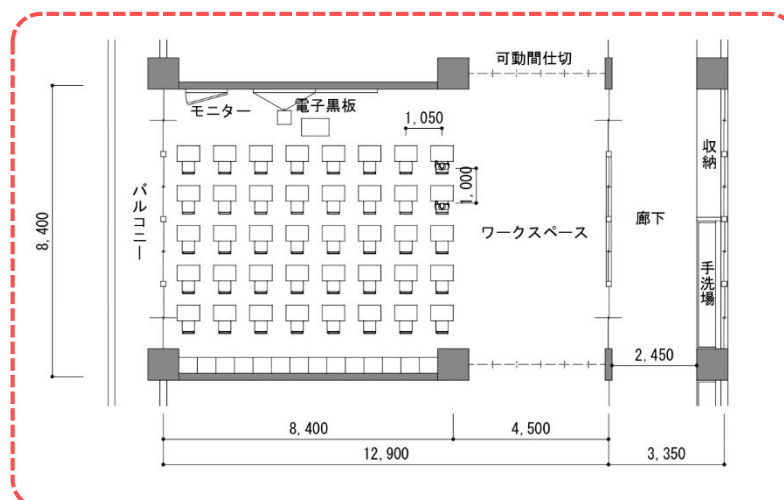 可動間仕切
モニター
電子黒板
1,050
収納
1,000
バルコニー
8,400
ワークスペース
廊下
手洗場
2,450
8,400
4,500
12,900
3,350